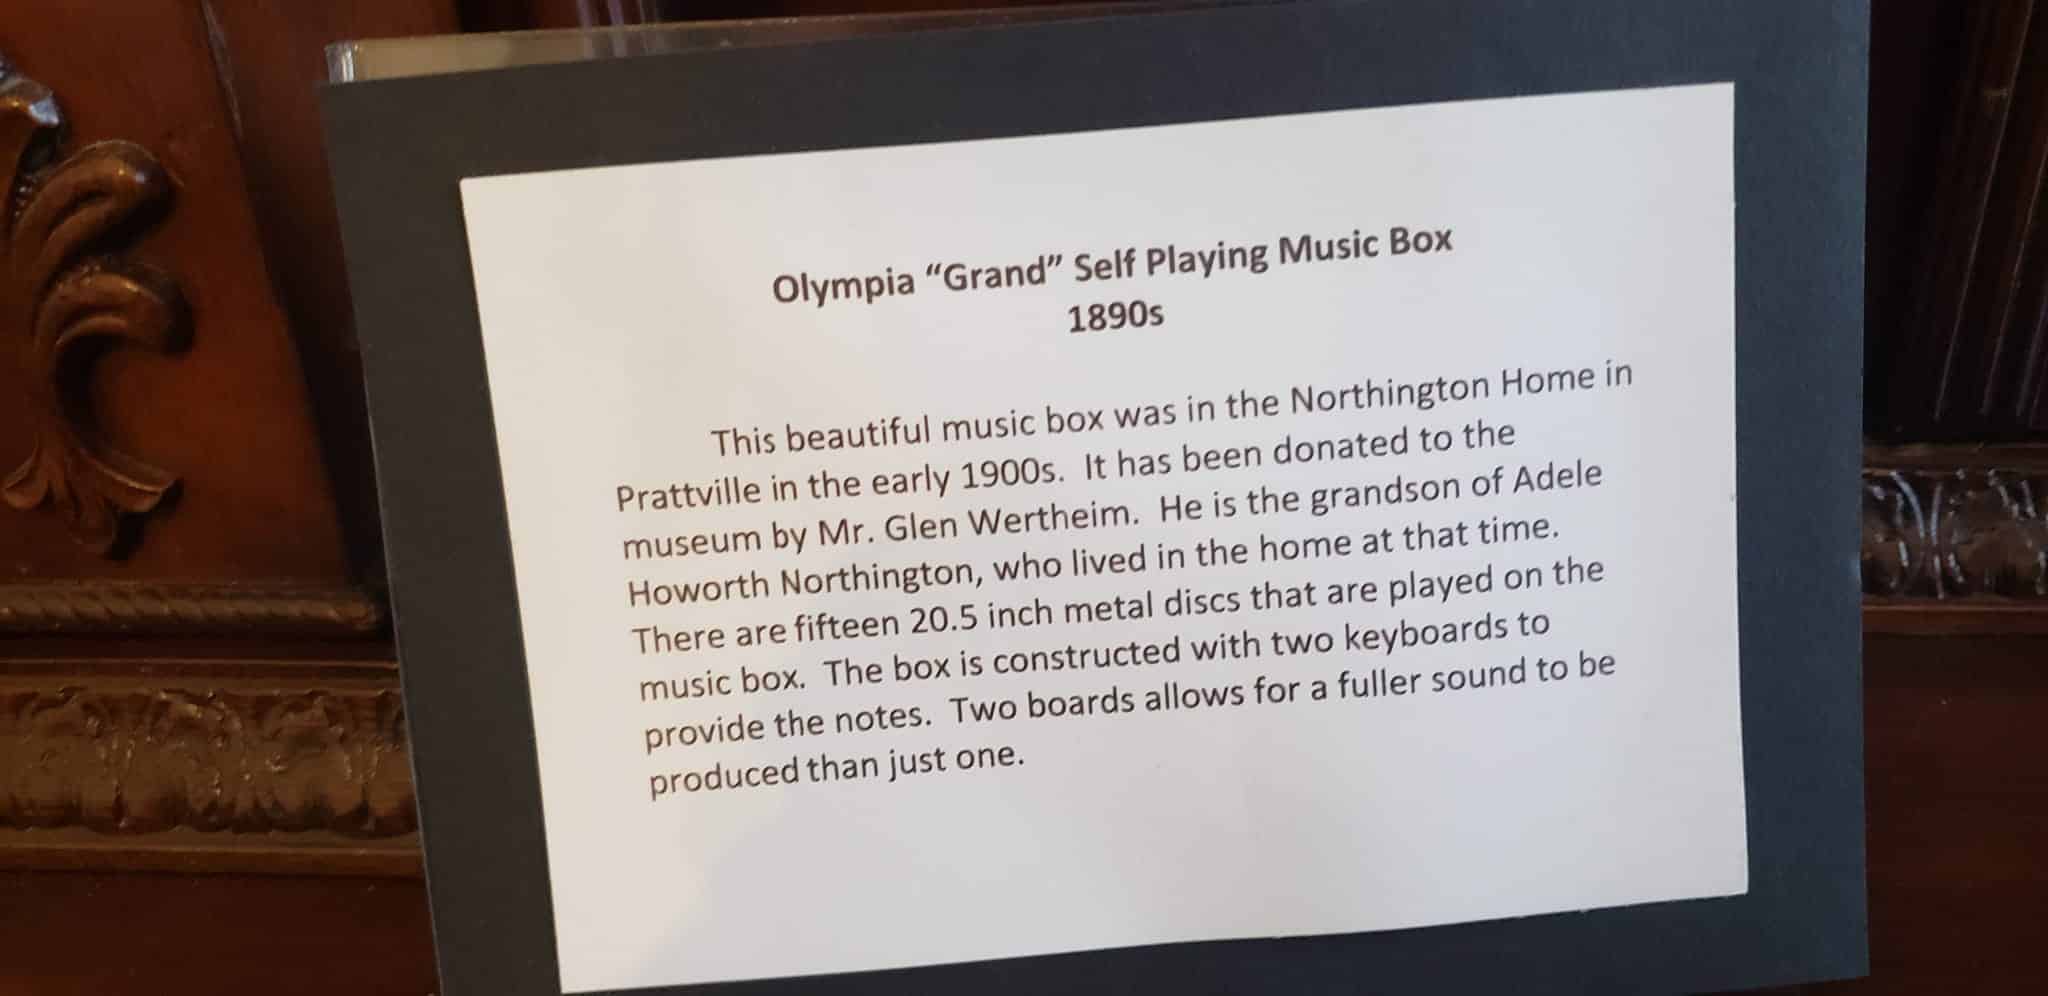 Olympia “Grand” Self Playing Music Box
1890s
This beautiful music box was in the Northington Home in
Prattville in the early 1900s. It has been donated to the
museum by Mr. Glen Wertheim. He is the grandson of Adele
Howorth Northington, who lived in the home at that time.
There are fifteen 20.5 inch metal discs that are played on the
music box. The box is constructed with two keyboards to
provide the notes. Two boards allows for a fuller sound to be
produced than just one.